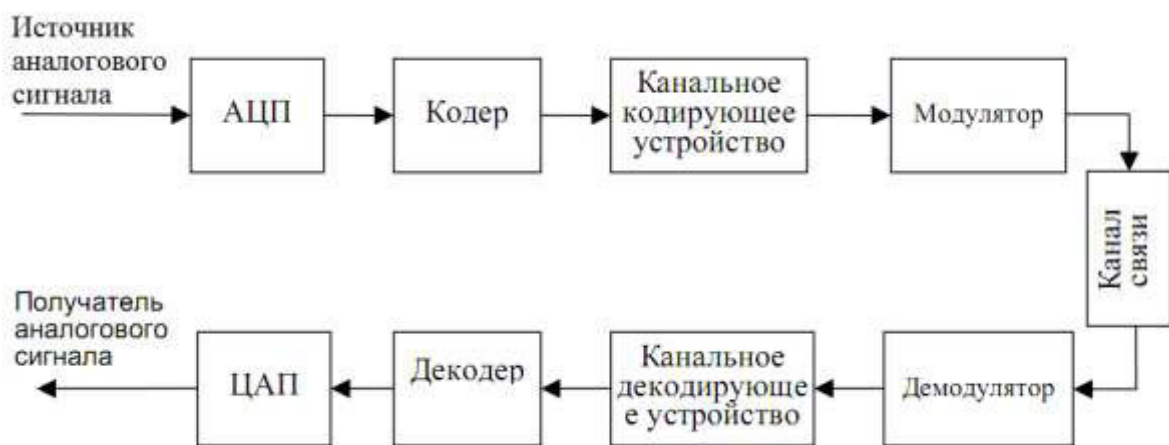 Источник
аналогового
сигнала
АЦП
Кодер
Канальное
кодирующее
устройство
Модулятор
Канал
связи
Получатель
аналогового
сигнала
ЦАП
Декодер
Канальное
декодирующе
е устройство
Демодулятор